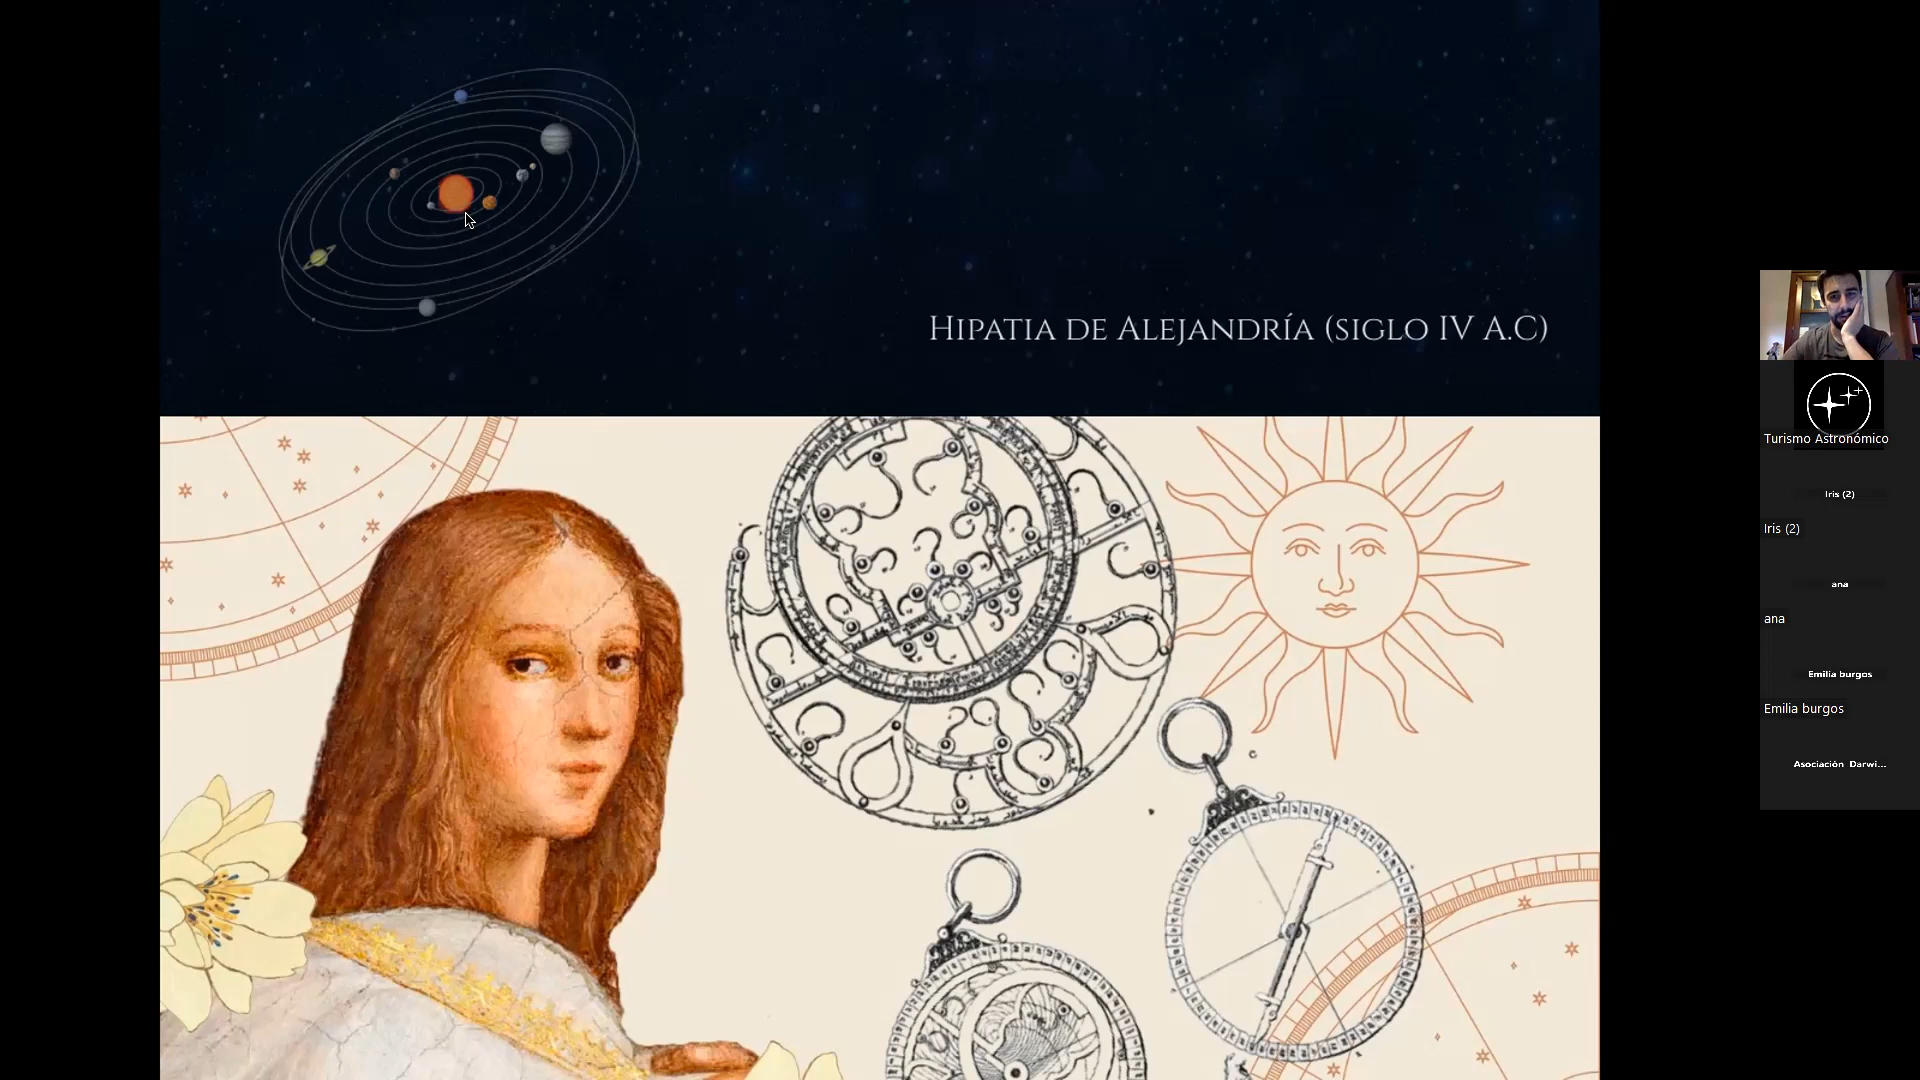 Hipatia de Alejandría (siglo IV a.C)
Turismo Astronómico
Iris (2)
Iris (2)
ana
ana
Emilia burgos
Emilia burgos
Asociación Darwi...